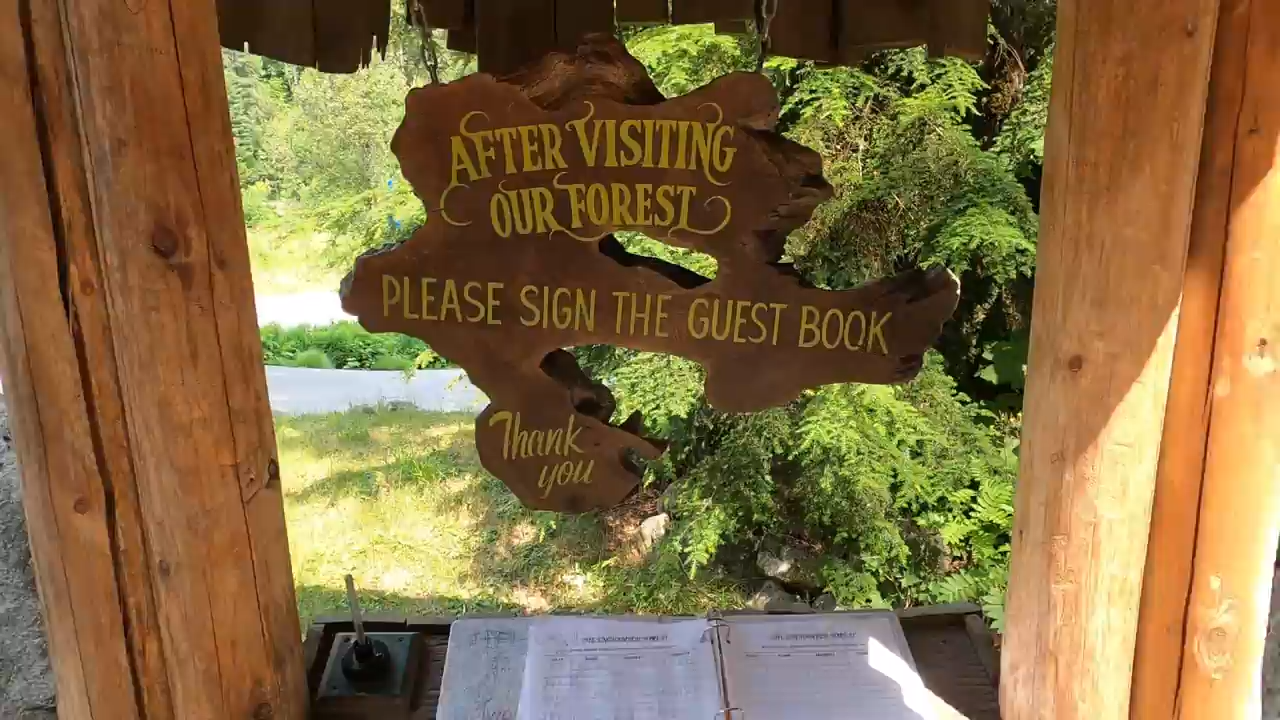 AFTER VISITING
OUR FOREST
PLEASE SIGN THE GUEST BOOK
Thank
you